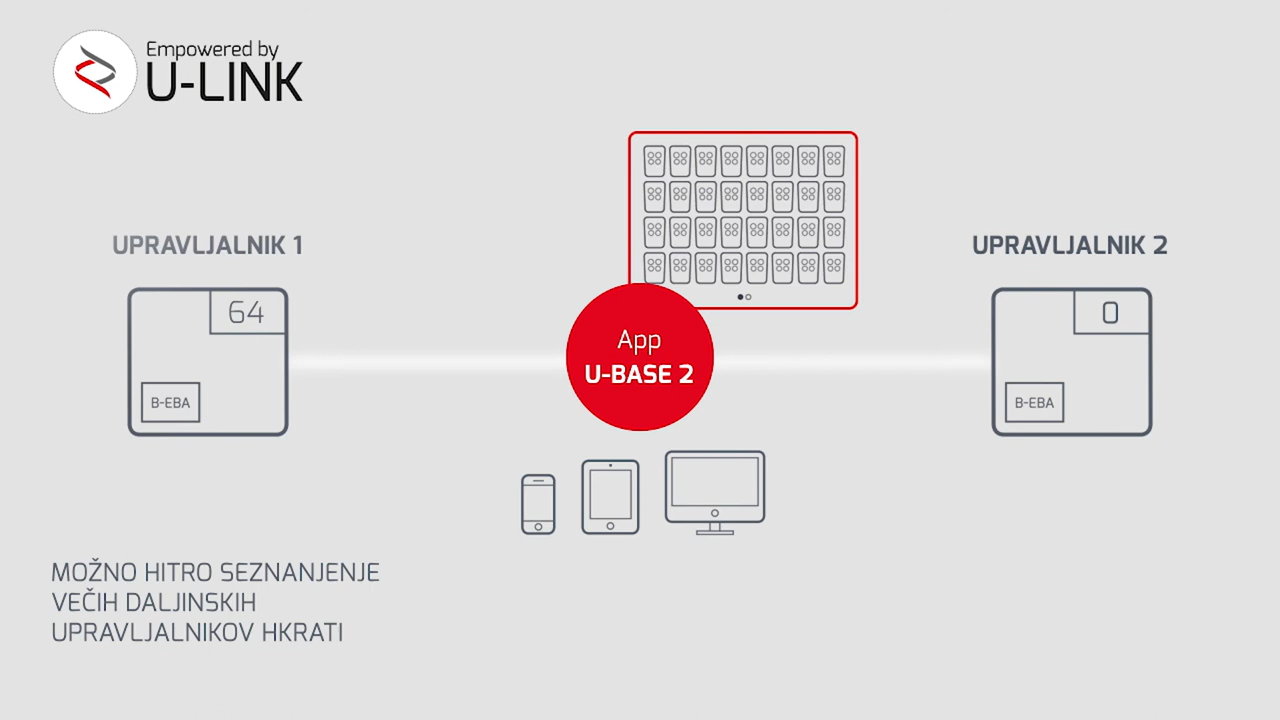 Empowered by
U-LINK
UPRAVLJALNIK 1
64
B-EBA
App
U-BASE 2
UPRAVLJALNIK 2
0
B-EBA
MOŽNO HITRO SEZNANJENJE
VEČIH DALJINSKIH
UPRAVLJALNIKOV HKRATI